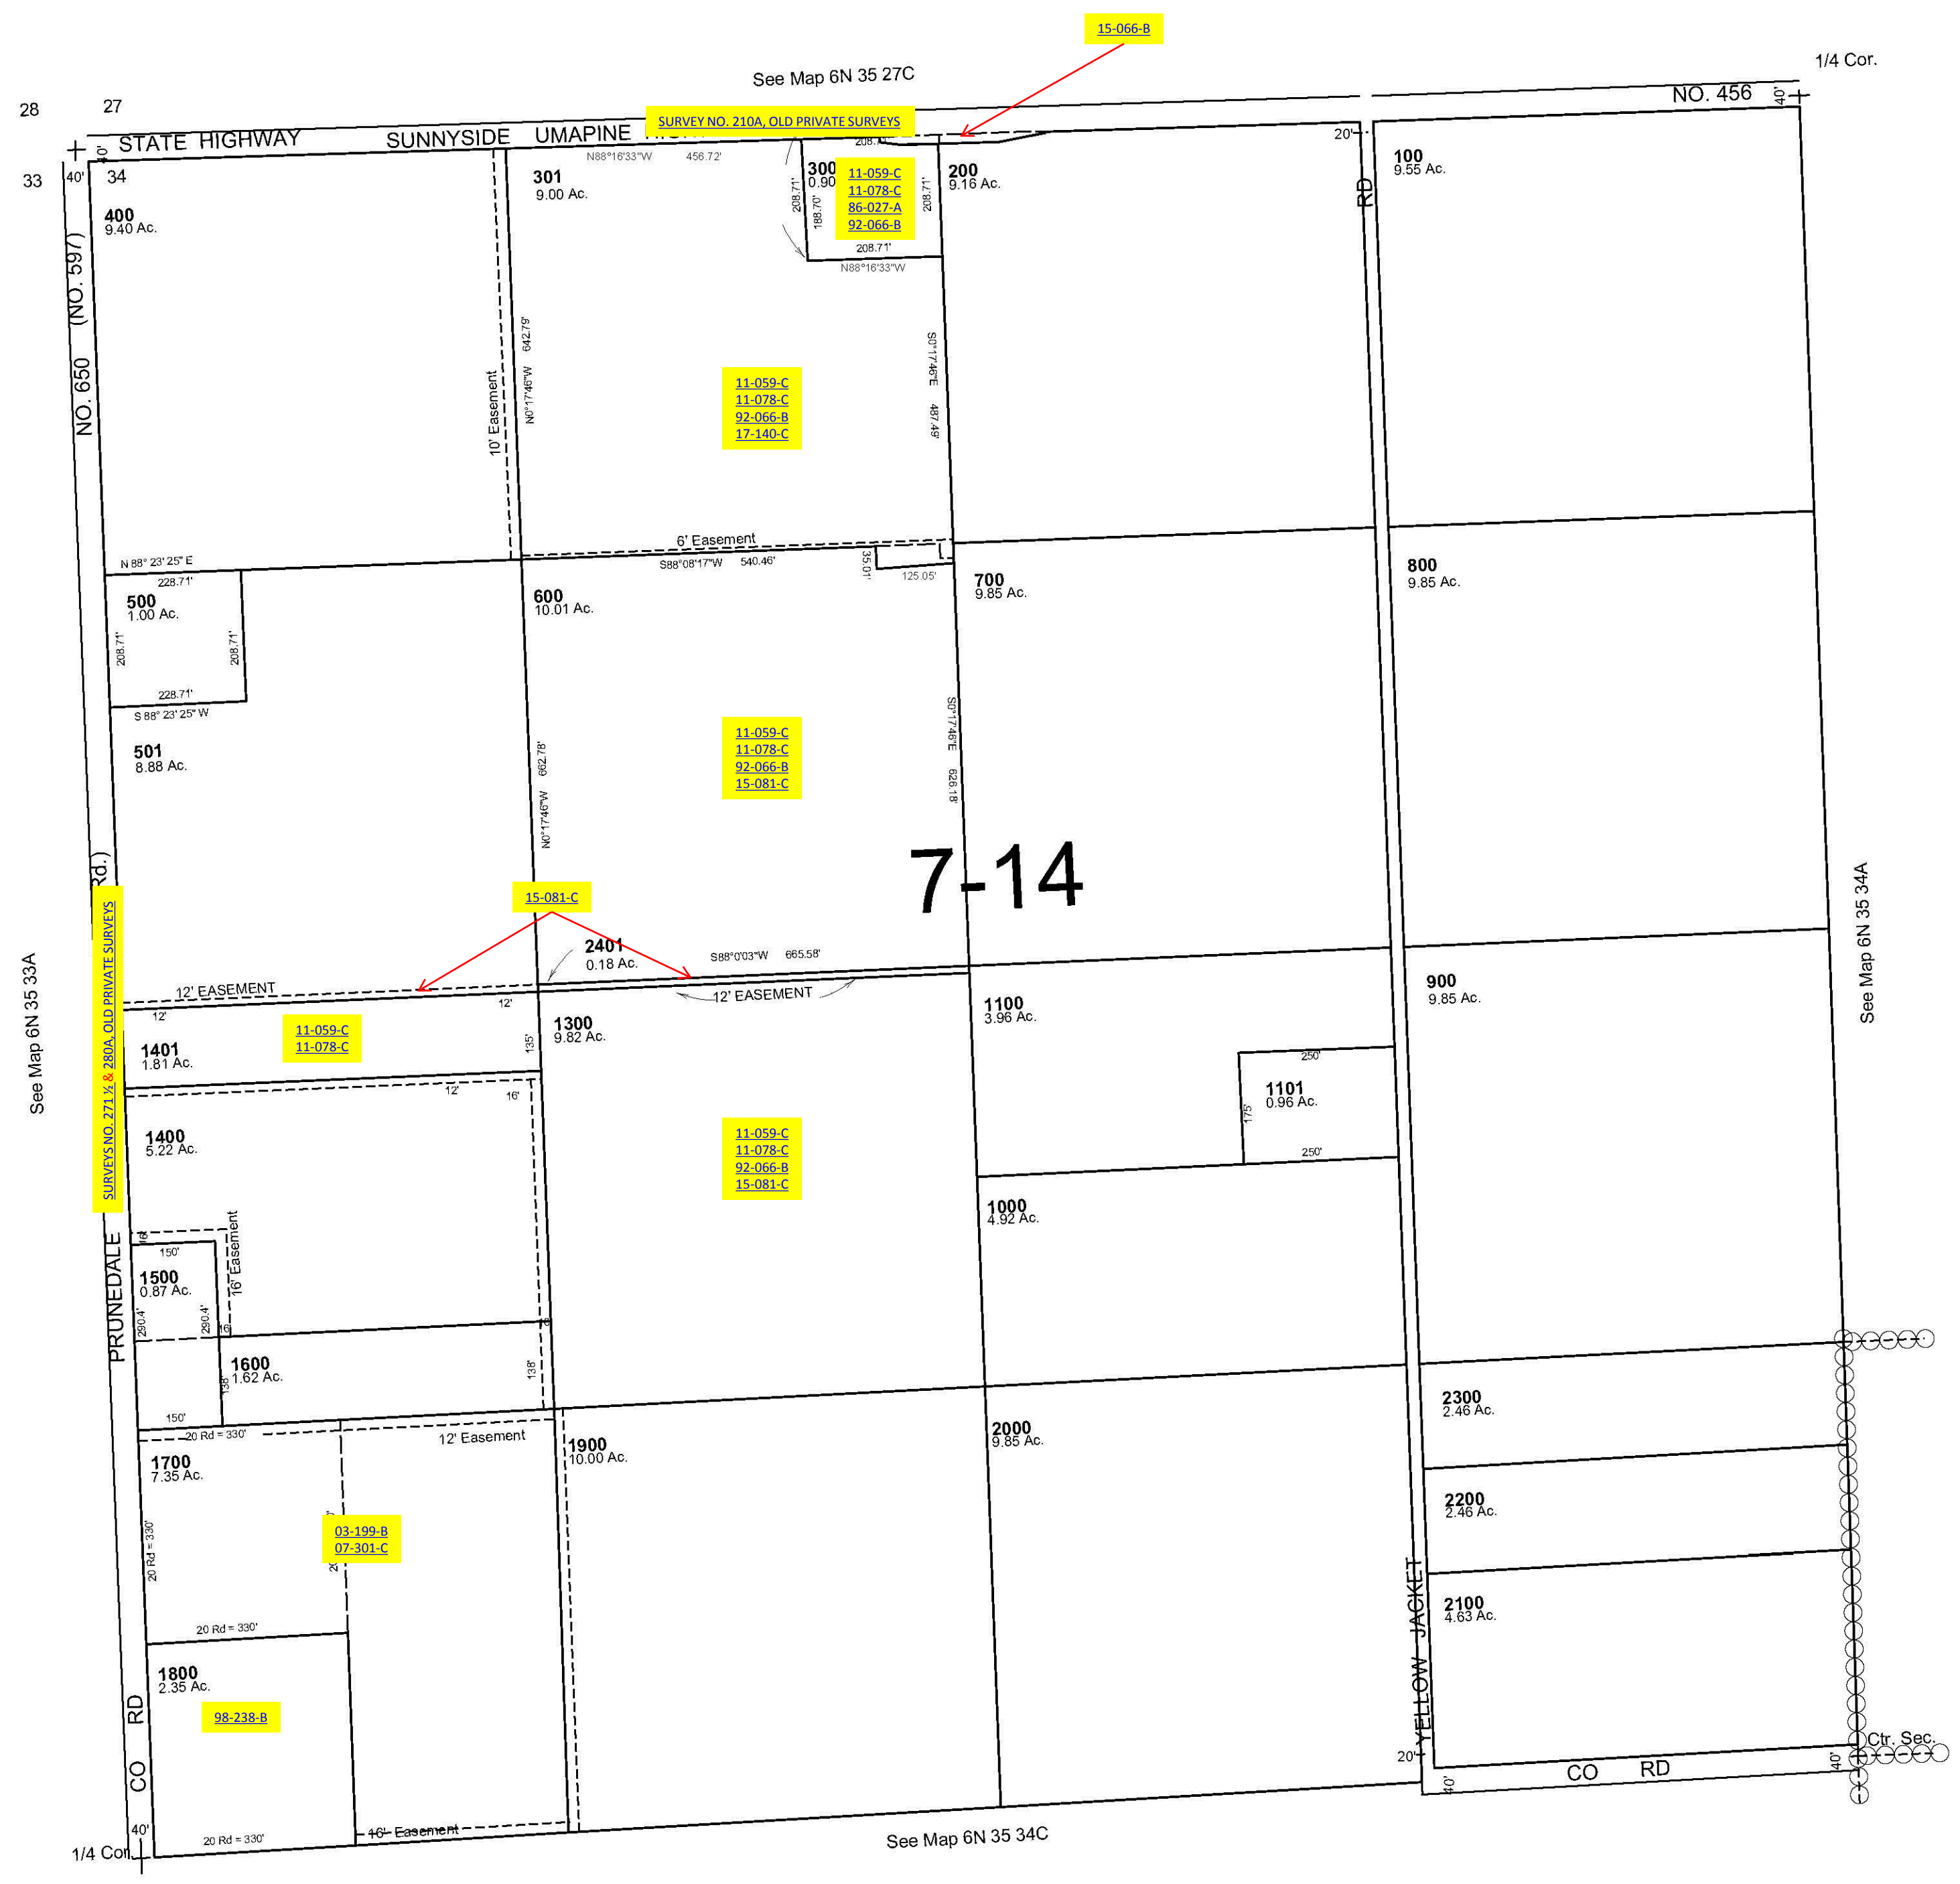 15-066-B
See Map 6N 35 27C
1/4 Cor.
28
27
33
34
40'
40'
STATE HIGHWAY
SUNNYSIDE
UMAPINE
SURVEY NO. 210A, OLD PRIVATE SURVEYS
NO. 456
40'
20'
N88°16'33"W 456.72'
400
9.40 Ac.
301
9.00 Ac.
300
0.90
11-059-C
11-078-C
86-027-A
92-066-B
208.71'
188.70'
208.71'
208.71'
N88°16'33"W
200
9.16 Ac.
RD
100
9.55 Ac.
NO. 650 (NO. 597)
10' Easement
N0°17'46"W 642.79'
11-059-C
11-078-C
92-066-B
17-140-C
S0°17'46"E 487.49'
6' Easement
S88°08'17"W 540.46'
35.01'
125.05'
N 88° 23' 25" E
228.71'
500
1.00 Ac.
208.71'
208.71'
228.71'
S 88° 23' 25" W
501
8.88 Ac.
600
10.01 Ac.
700
9.85 Ac.
800
9.85 Ac.
11-059-C
11-078-C
92-066-B
15-081-C
N0°17'46"W 662.78'
S0°17'46"E 626.18'
7-14
Rd.)
SURVEYS NO. 271 ½ & 280A, OLD PRIVATE SURVEYS
See Map 6N 35 33A
See Map 6N 35 34A
15-081-C
2401
0.18 Ac.
S88°0'03"W 665.58'
12' EASEMENT
12' EASEMENT
12'
12'
1401
1.81 Ac.
11-059-C
11-078-C
135'
1300
9.82 Ac.
1100
3.96 Ac.
900
9.85 Ac.
250'
1101
0.96 Ac.
175'
250'
12'
16'
1400
5.22 Ac.
11-059-C
11-078-C
92-066-B
15-081-C
1000
4.92 Ac.
16'
150'
1500
0.87 Ac.
16' Easement
290.4'
290.4'
16'
PRUNEDALE
1600
1.62 Ac.
138'
138'
150'
20 Rd = 330'
12' Easement
1700
7.35 Ac.
1900
10.00 Ac.
2000
9.85 Ac.
2300
2.46 Ac.
2200
2.46 Ac.
2100
4.63 Ac.
20 Rd = 330'
03-199-B
07-301-C
20 Rd = 330'
1800
2.35 Ac.
98-238-B
CO RD
YELLOW JACKET
20'
40'
CO RD
40'
Ctr. Sec.
40'
1/4 Cor.
20 Rd = 330'
16' Easement
See Map 6N 35 34C